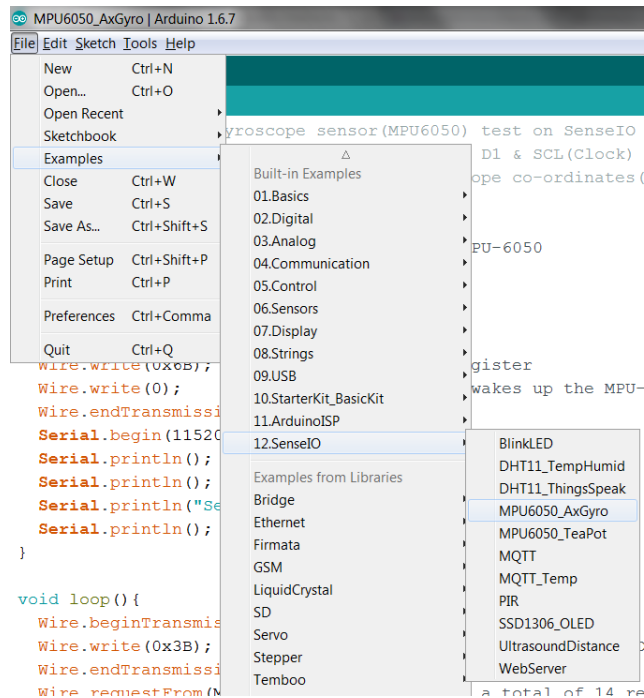 MPU6050_AxGyro | Arduino 1.6.7
File Edit Sketch Tools Help
New Ctrl+N
Open... Ctrl+O
Open Recent
Sketchbook
Examples
Close Ctrl+W
Save Ctrl+S
Save As... Ctrl+Shift+S
Page Setup Ctrl+Shift+P
Print Ctrl+P
Preferences Ctrl+Comma
Quit Ctrl+Q
Built-in Examples
01.Basics
02.Digital
03.Analog
04.Communication
05.Control
06.Sensors
07.Display
08.Strings
09.USB
10.StarterKit_BasicKit
11.ArduinoISP
12.SenseIO
Examples from Libraries
Bridge
Ethernet
Firmata
GSM
LiquidCrystal
SD
Servo
Stepper
Temboo
BlinkLED
DHT11_TempHumid
DHT11_ThingsSpeak
MPU6050_AxGyro
MPU6050_TeaPot
MQTT
MQTT_Temp
PIR
SSD1306_OLED
UltrasoundDistance
WebServer
yroscope sensor(MPU6050) test on SenseIO
D1 & SCL(Clock)
ope co-ordinates(
PU-6050
Wire.write(0x6B); gister
Wire.write(0); wakes up the MPU-
Wire.endTransmissi
Serial.begin(11520
Serial.println();
Serial.println();
Serial.println("Se
Serial.println();
}
void loop(){
Wire.beginTransmis
Wire.write(0x3B);
Wire.endTransmissi
Wire.requestFrom(M a total of 14 re